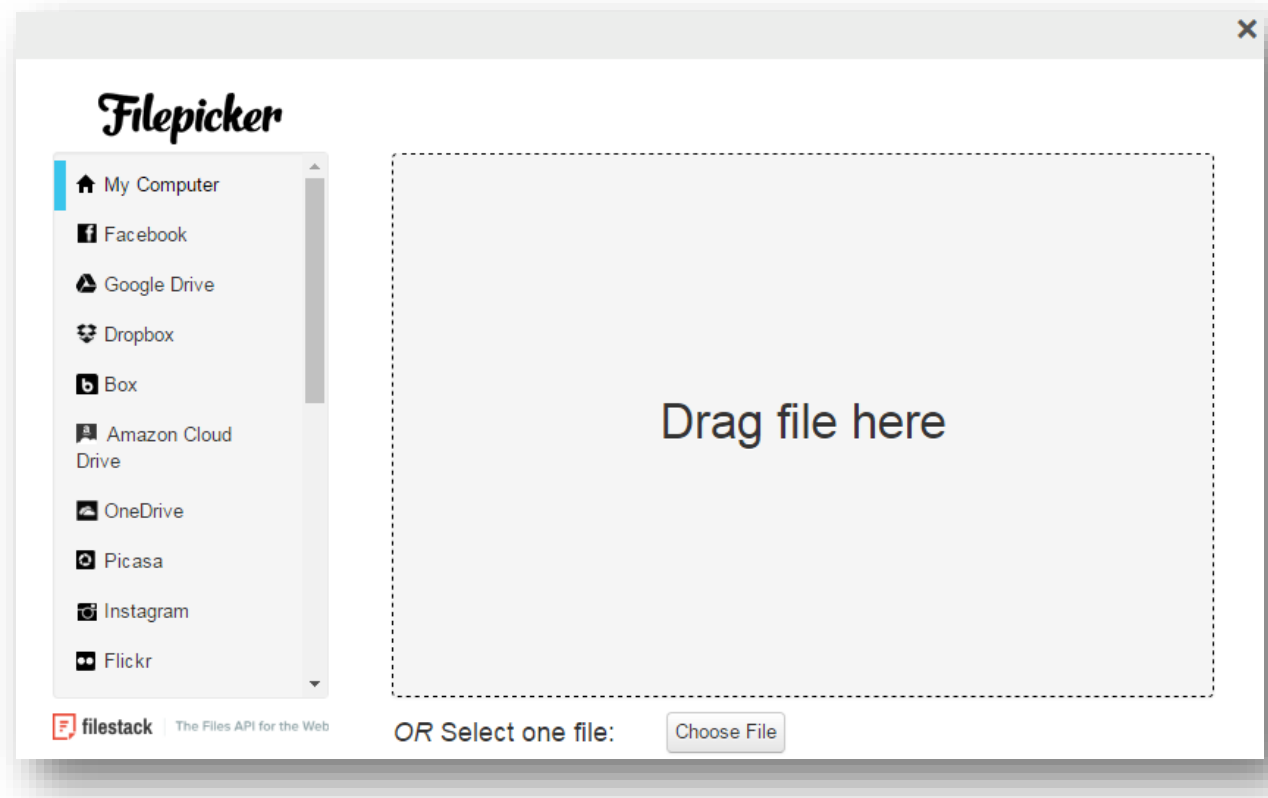 Filepicker
My Computer
Facebook
Google Drive
Dropbox
Box
Amazon Cloud
Drive
OneDrive
Picasa
Instagram
Flickr
Drag file here
filestack The Files API for the Web
OR Select one file: Choose File